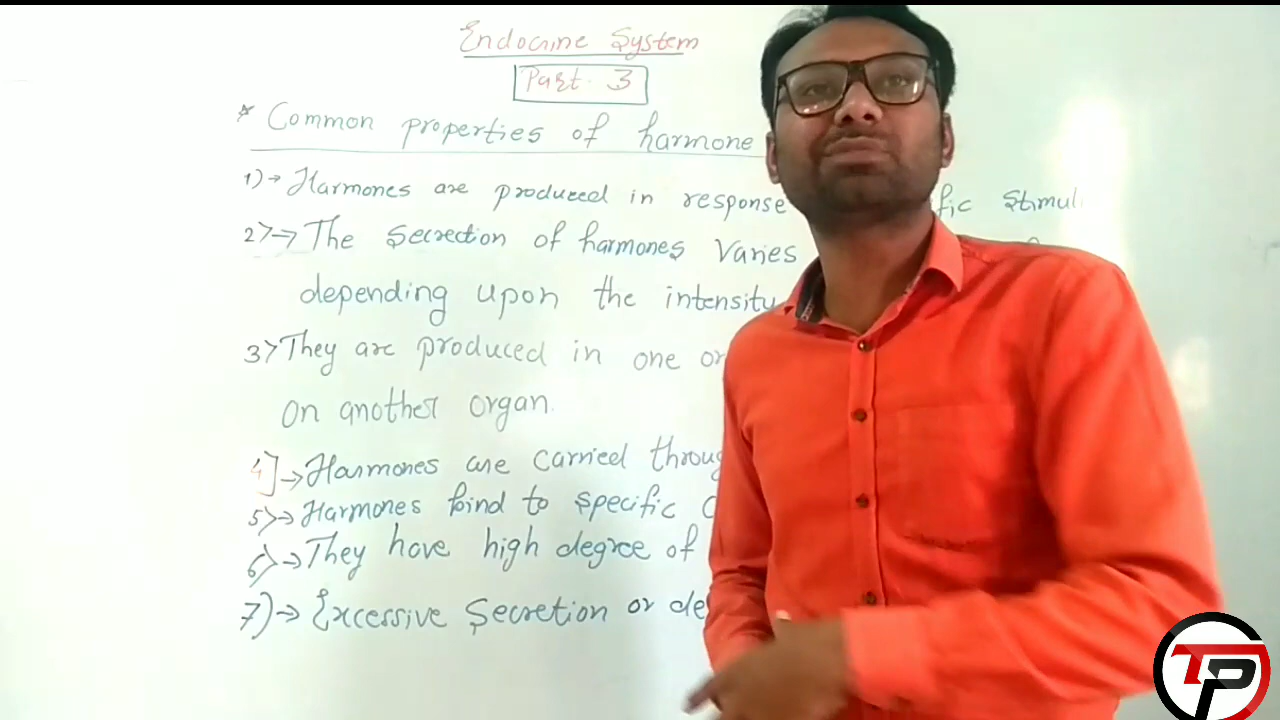 Endocrine System
Part 3
* Common properties of harmone
1)→ Harmones are produced in response fic stimuli
2>→ The Secrection of harmones Varies
depending upon the intensity
3> They are produced in one or
On another organ.
4]→ Harmones are carried throug
5>→ Harmones bind to specific C
6>→ They have high degree of
7)→ Excessive Secretion or de
TP